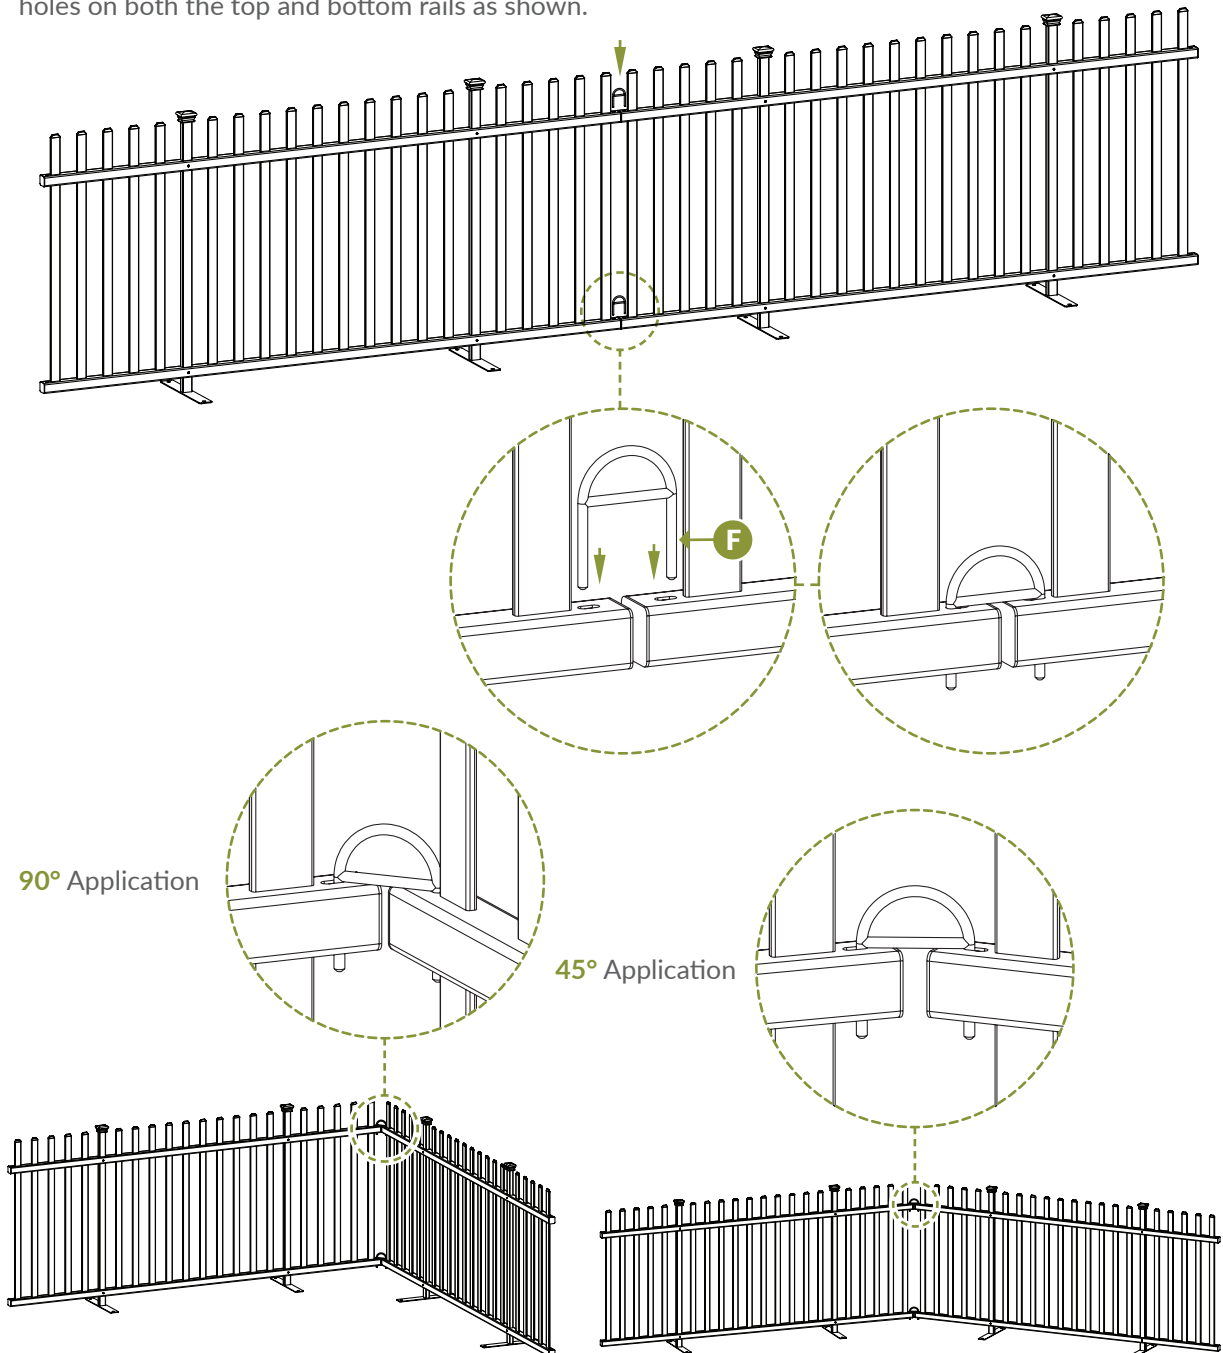 holes on both the top and bottom rails as shown.
F
90° Application
45° Application